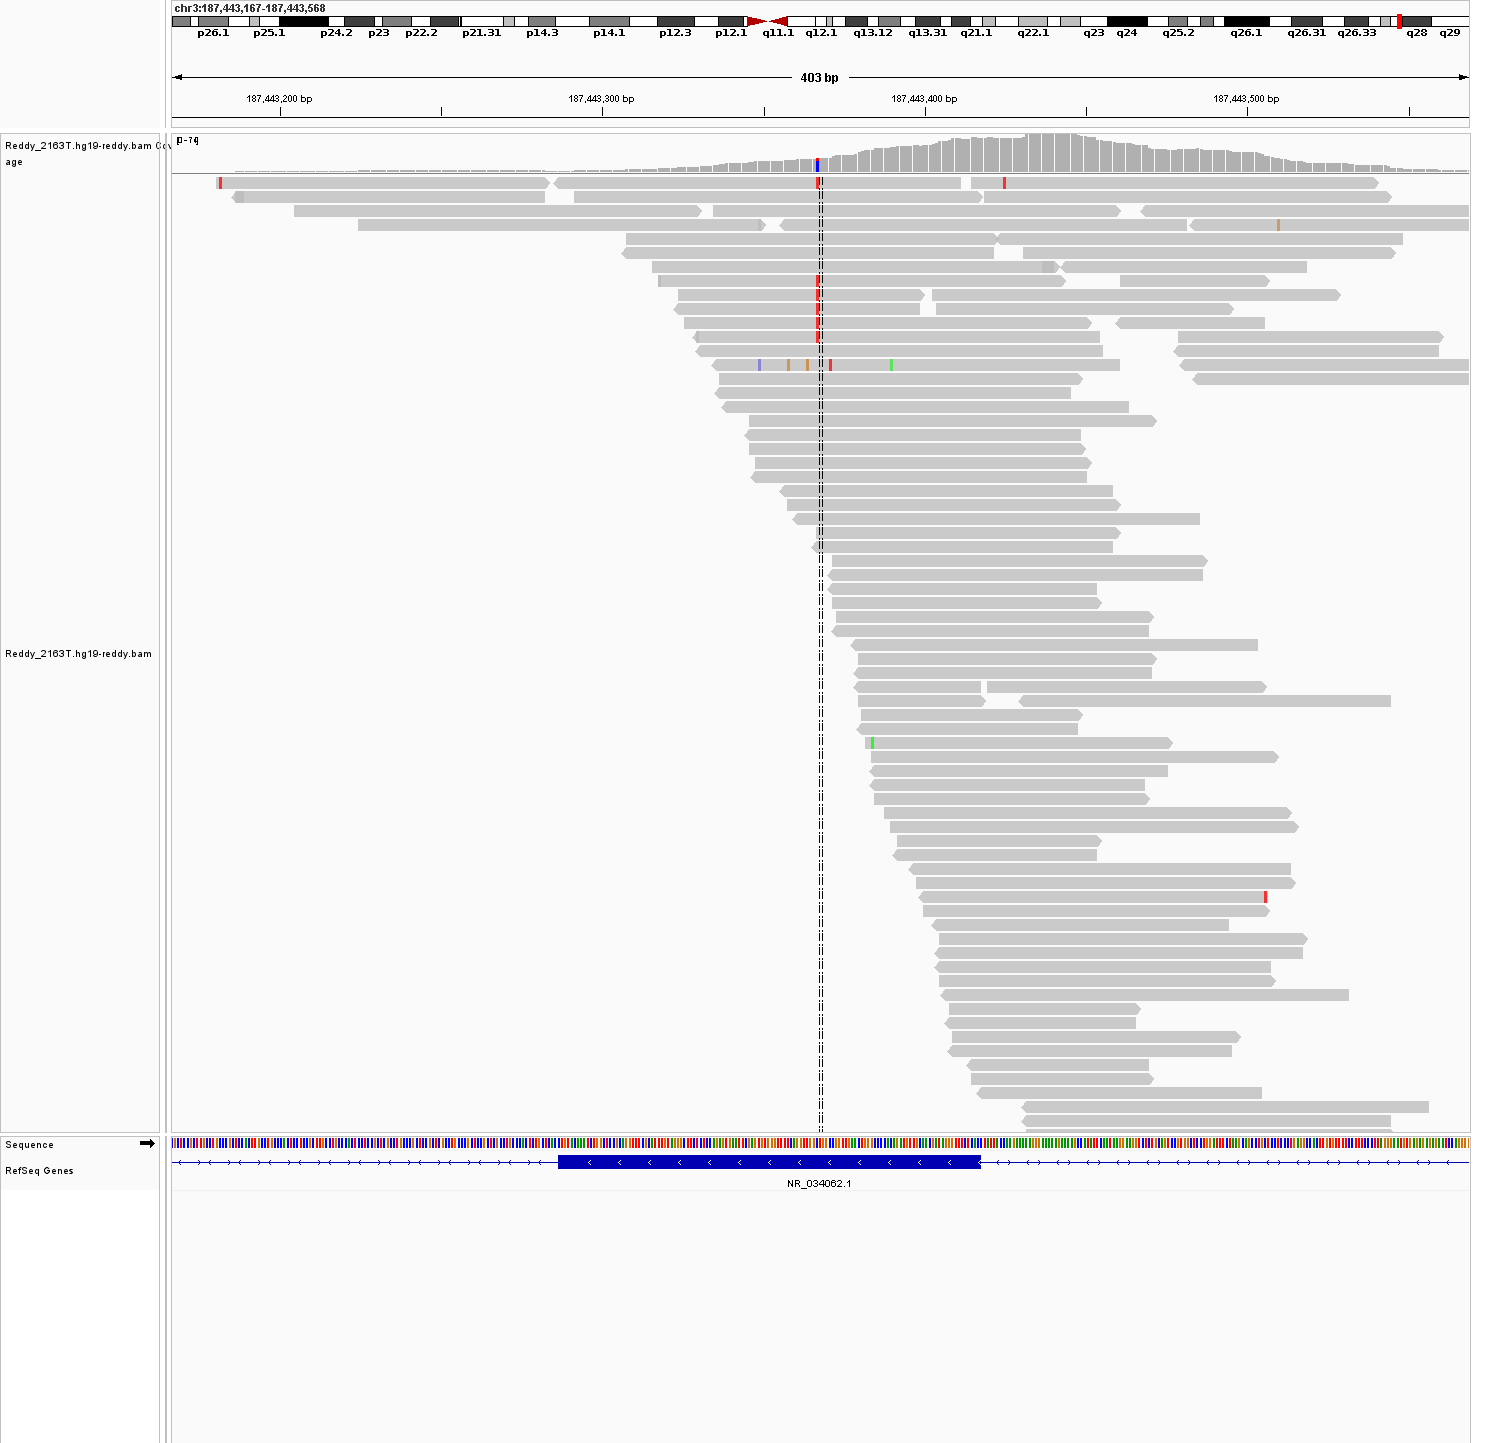 chr3:187,443,167-187,443,568
p26.1 p25.1 p24.2 p23 p22.2 p21.31 p14.3 p14.1 p12.3 p12.1 q11.1 q12.1 q13.12 q13.31 q21.1 q22.1 q23 q24 q25.2 q26.1 q26.31 q26.33 q28 q29
403 bp
187,443,200 bp 187,443,300 bp 187,443,400 bp 187,443,500 bp
Reddy_2163T.hg19-reddy.bam Cov
age
[0-74]
Reddy_2163T.hg19-reddy.bam
Sequence
RefSeq Genes
NR_034062.1